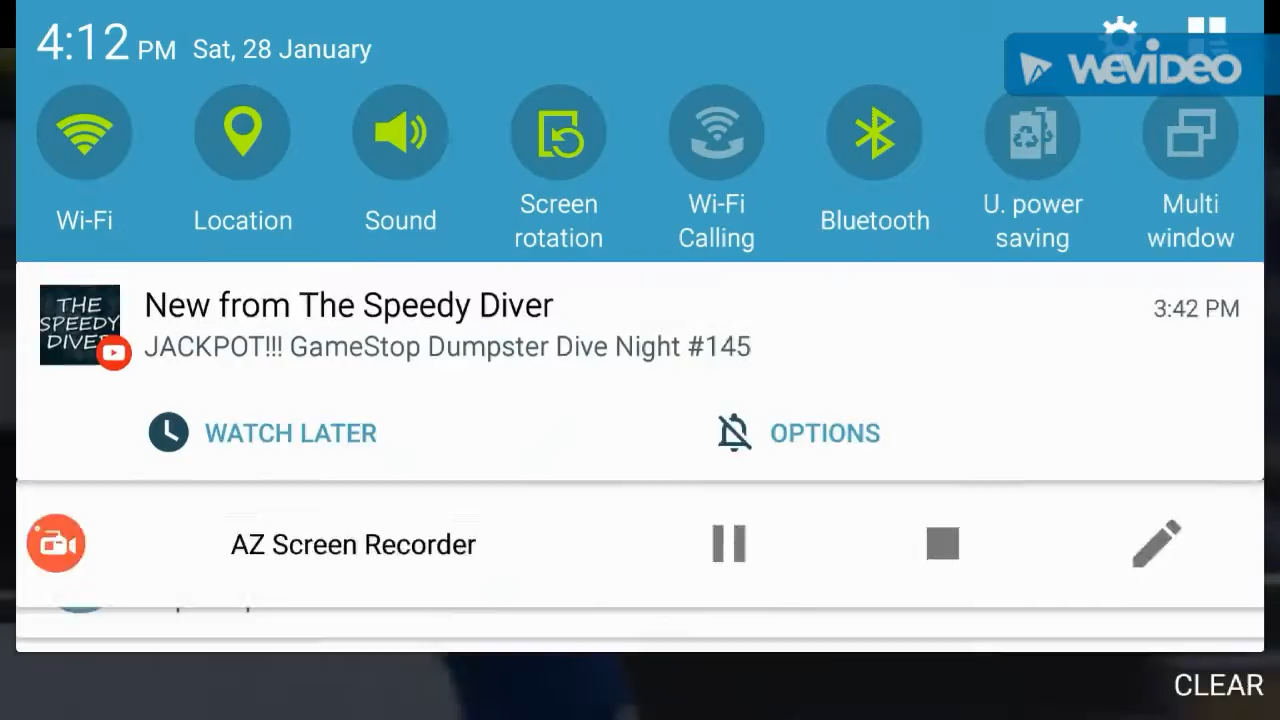 4:12 PM Sat, 28 January
WEVIDEO
Wi-Fi
Location
Sound
Screen
rotation
Wi-Fi
Calling
Bluetooth
U. power
saving
Multi
window
THE
SPEEDY
DIVER
New from The Speedy Diver
3:42 PM
JACKPOT!!! GameStop Dumpster Dive Night #145
WATCH LATER
OPTIONS
AZ Screen Recorder
CLEAR